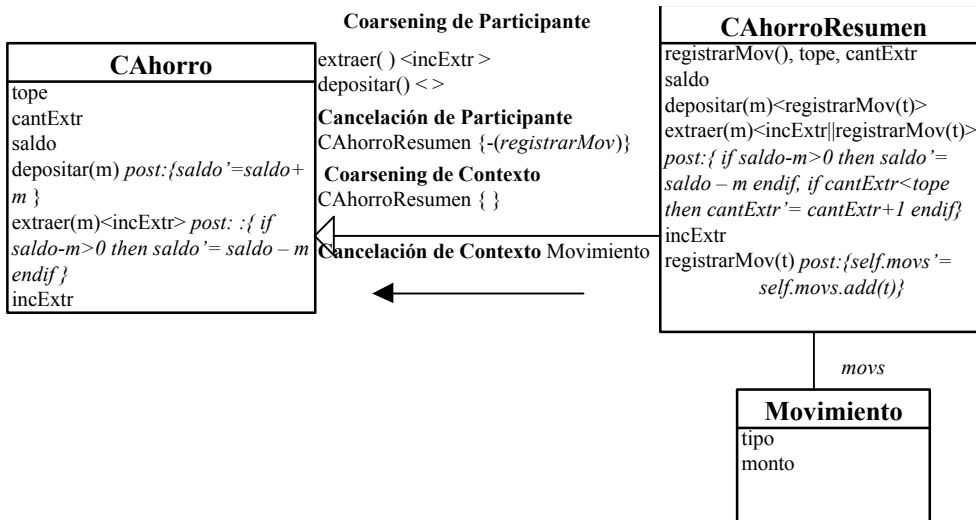 Coarsening de Participante
extraer( ) <incExtr >
depositar() < >
Cancelación de Participante
CAhorroResumen {-(registrarMov)}
Coarsening de Contexto
CAhorroResumen { }
Cancelación de Contexto Movimiento
CAhorro
tope
cantExtr
saldo
depositar(m) post:{saldo’=saldo+
m }
extraer(m)<incExtr> post: :{ if
saldo-m>0 then saldo’= saldo – m
endif }
incExtr
CAhorroResumen
registrarMov(), tope, cantExtr
saldo
depositar(m)<registrarMov(t)>
extraer(m)<incExtr||registrarMov(t)>
post:{ if saldo-m>0 then saldo’=
saldo – m endif, if cantExtr<tope
then cantExtr’= cantExtr+1 endif}
incExtr
registrarMov(t) post:{self.movs’=
self.movs.add(t)}
movs
Movimiento
tipo
monto